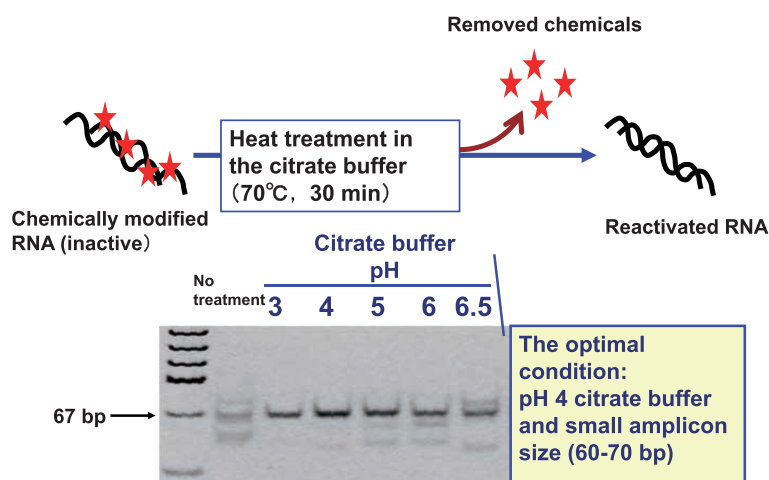 Removed chemicals
Heat treatment in
the citrate buffer
(70℃, 30 min)
Chemically modified
RNA (inactive)
Reactivated RNA
Citrate buffer
pH
No
treatment
3 4 5 6 6.5
67 bp
The optimal
condition:
pH 4 citrate buffer
and small amplicon
size (60-70 bp)